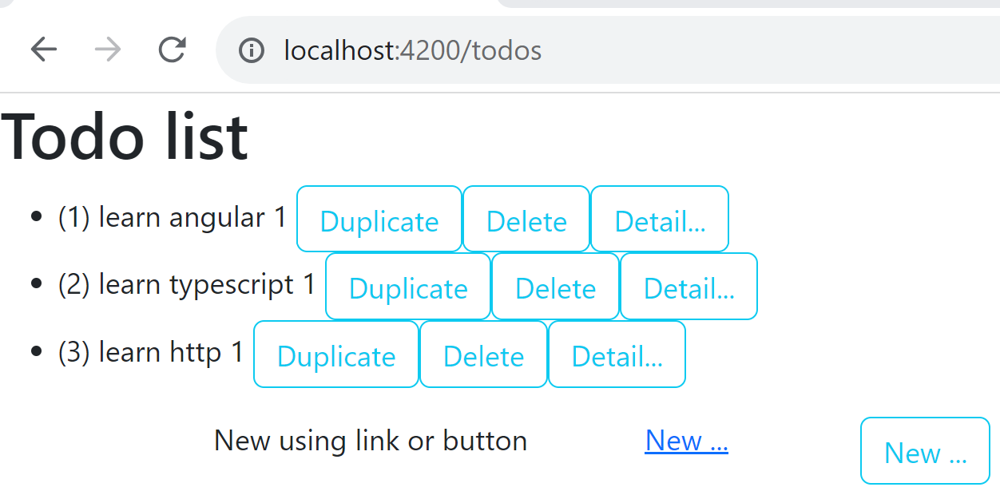 localhost:4200/todos
Todo list
(1) learn angular 1 Duplicate Delete Detail...
(2) learn typescript 1 Duplicate Delete Detail...
(3) learn http 1 Duplicate Delete Detail...
New using link or button New ... New ...